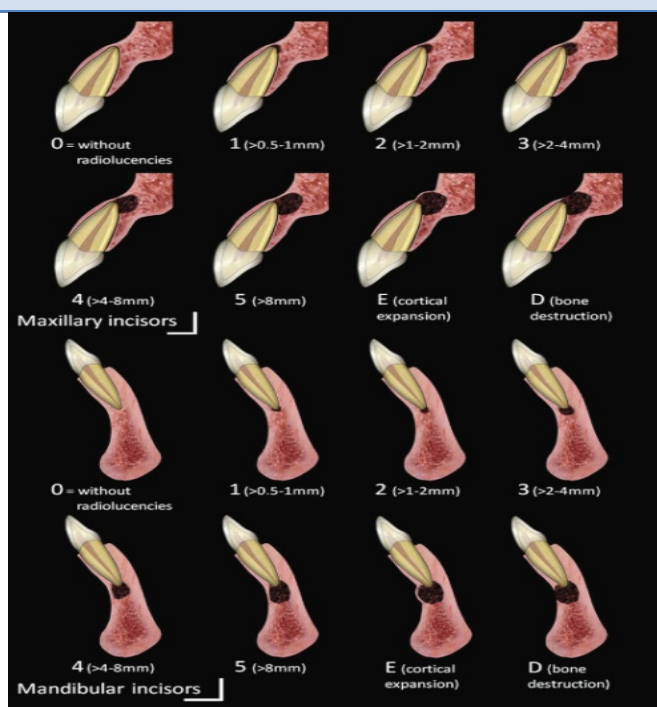 0 = without
radiolucencies
1 (>0.5-1mm)
2 (>1-2mm)
3 (>2-4mm)
4 (>4-8mm)
5 (>8mm)
E (cortical
expansion)
D (bone
destruction)
Maxillary incisors
0 = without
radiolucencies
1 (>0.5-1mm)
2 (>1-2mm)
3 (>2-4mm)
4 (>4-8mm)
5 (>8mm)
E (cortical
expansion)
D (bone
destruction)
Mandibular incisors